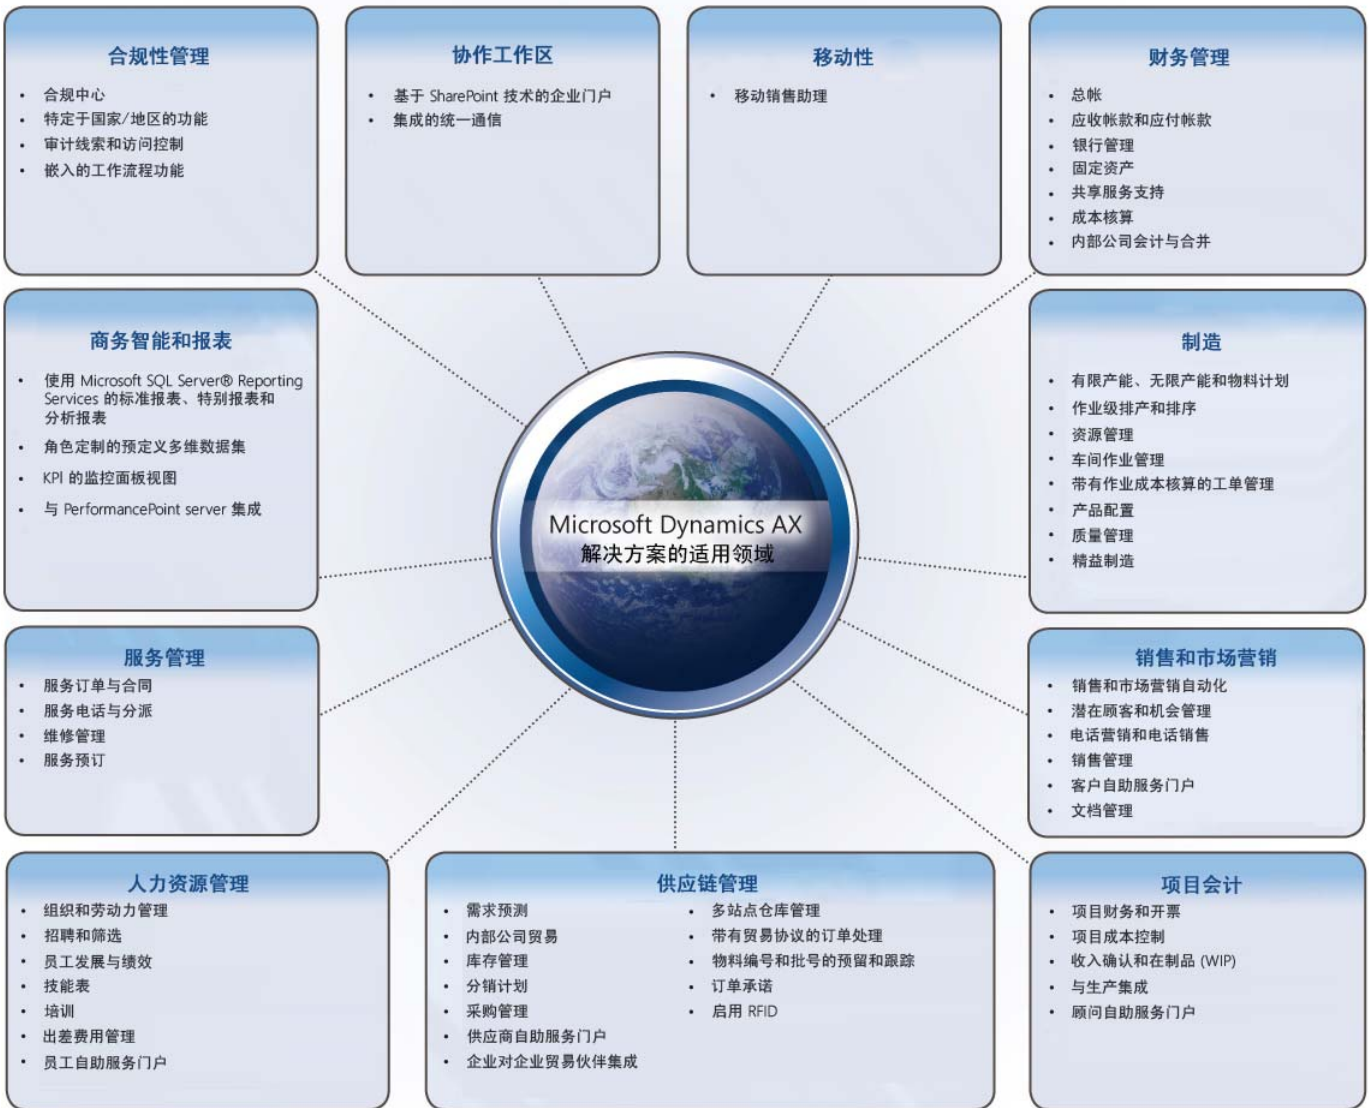 合规性管理
• 合规中心
• 特定于国家/地区的功能
• 审计线索和访问控制
• 嵌入的工作流程功能
协作工作区
• 基于 SharePoint 技术的企业门户
• 集成的统一通信
移动性
• 移动销售助理
财务管理
• 总帐
• 应收帐款和应付帐款
• 银行管理
• 固定资产
• 共享服务支持
• 成本核算
• 内部公司会计与合并
商务智能和报表
• 使用 Microsoft SQL Server® Reporting
Services 的标准报表、特别报表和
分析报表
• 角色定制的预定义多维数据集
• KPI 的监控面板视图
• 与 PerformancePoint server 集成
Microsoft Dynamics AX
解决方案的适用领域
制造
• 有限产能、无限产能和物料计划
• 作业级排产和排序
• 资源管理
• 车间作业管理
• 带有作业成本核算的工单管理
• 产品配置
• 质量管理
• 精益制造
服务管理
• 服务订单与合同
• 服务电话与分派
• 维修管理
• 服务预订
销售和市场营销
• 销售和市场营销自动化
• 潜在顾客和机会管理
• 电话营销和电话销售
• 销售管理
• 客户自助服务门户
• 文档管理
人力资源管理
• 组织和劳动力管理
• 招聘和筛选
• 员工发展与绩效
• 技能表
• 培训
• 出差费用管理
• 员工自助服务门户
供应链管理
• 需求预测
• 内部公司贸易
• 库存管理
• 分销计划
• 采购管理
• 供应商自助服务门户
• 企业对企业贸易伙伴集成
• 多站点仓库管理
• 带有贸易协议的订单处理
• 物料编号和批号的预留和跟踪
• 订单承诺
• 启用 RFID
项目会计
• 项目财务和开票
• 项目成本控制
• 收入确认和在制品 (WIP)
• 与生产集成
• 顾问自助服务门户